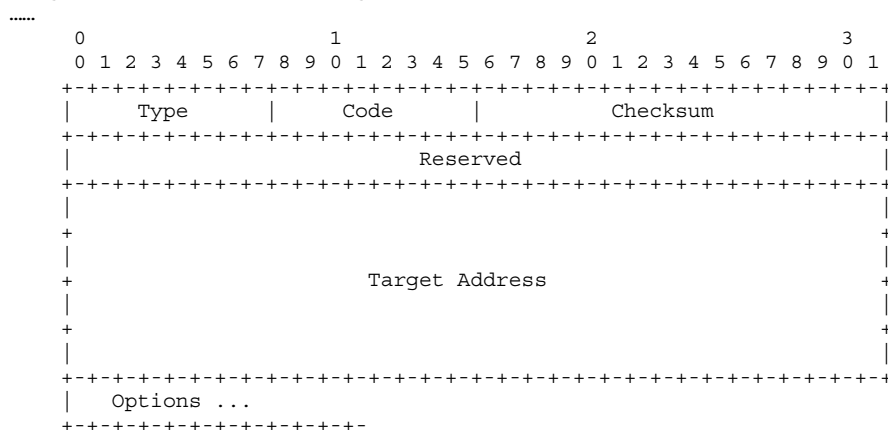 ……
0                   1                   2                   3
0 1 2 3 4 5 6 7 8 9 0 1 2 3 4 5 6 7 8 9 0 1 2 3 4 5 6 7 8 9 0 1
+-+-+-+-+-+-+-+-+-+-+-+-+-+-+-+-+-+-+-+-+-+-+-+-+-+-+-+-+-+-+-+-+
|     Type      |     Code      |          Checksum             |
+-+-+-+-+-+-+-+-+-+-+-+-+-+-+-+-+-+-+-+-+-+-+-+-+-+-+-+-+-+-+-+-+
|                           Reserved                            |
+-+-+-+-+-+-+-+-+-+-+-+-+-+-+-+-+-+-+-+-+-+-+-+-+-+-+-+-+-+-+-+-+
|                                                               |
+                                                               +
|                                                               |
+                       Target Address                          +
|                                                               |
+                                                               +
|                                                               |
+-+-+-+-+-+-+-+-+-+-+-+-+-+-+-+-+-+-+-+-+-+-+-+-+-+-+-+-+-+-+-+-+
|   Options ...
+-+-+-+-+-+-+-+-+-+-+-+-